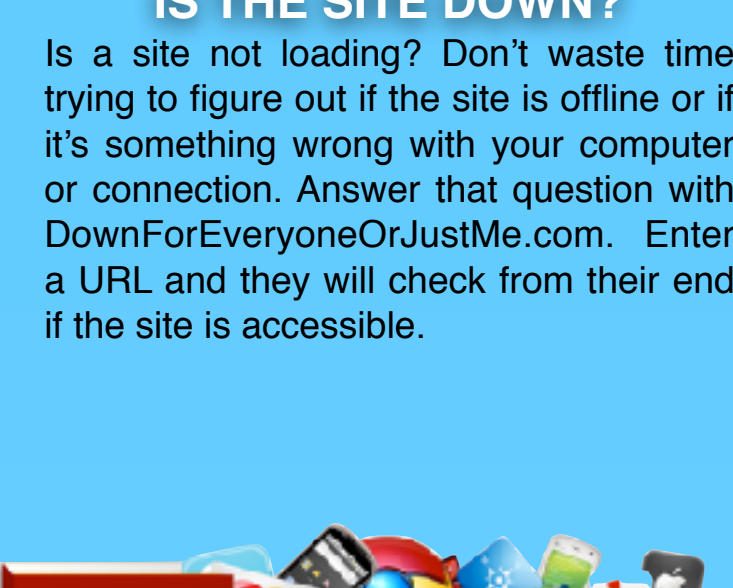 IS THE SITE DOWN?
Is a site not loading? Don’t waste time
trying to figure out if the site is offline or if
it’s something wrong with your computer
or connection. Answer that question with
DownForEveryoneOrJustMe.com. Enter
a URL and they will check from their end
if the site is accessible.